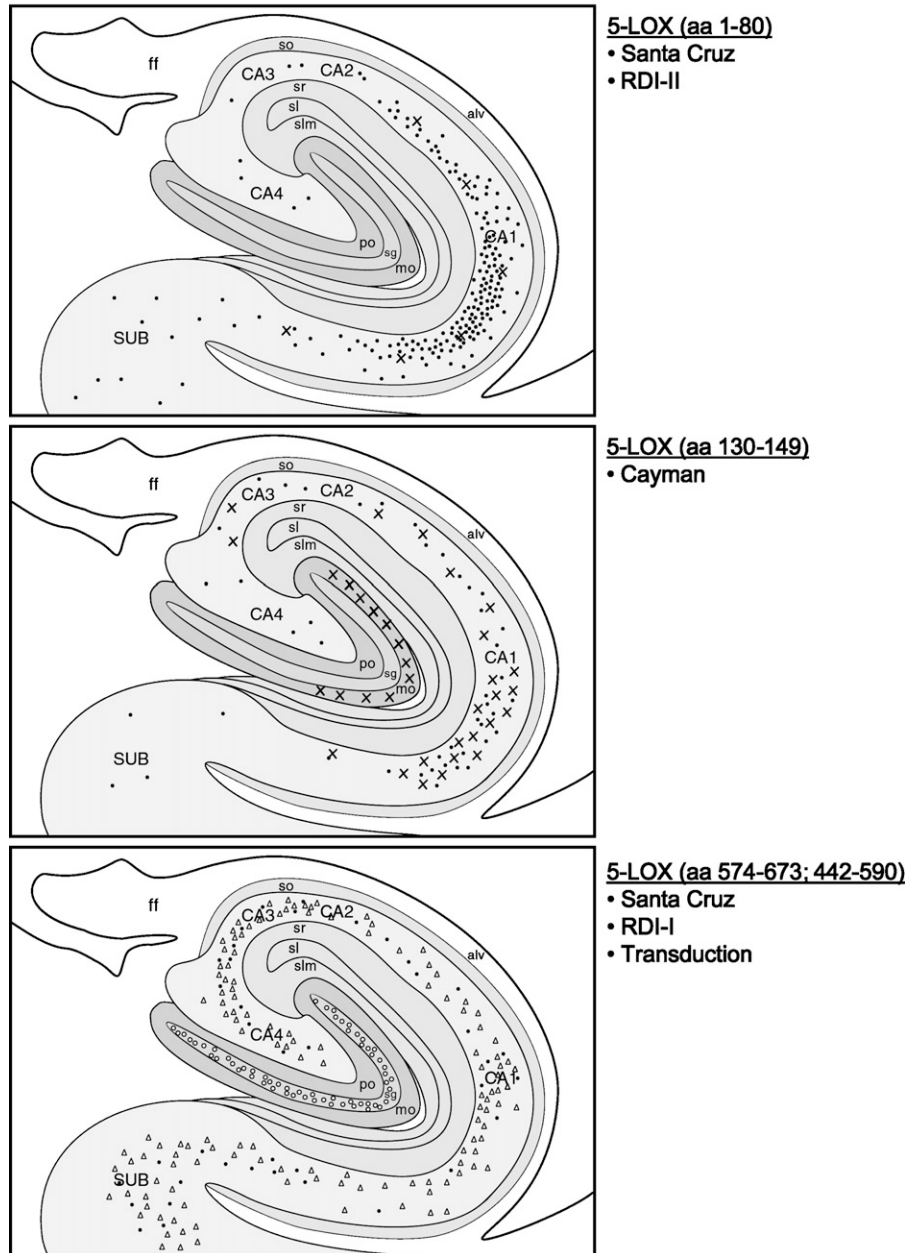 so
ff
CA3
CA2
sr
alv
sl
slm
CA4
CA1
po
sg
mo
SUB
5-LOX (aa 1-80)
• Santa Cruz
• RDI-II
so
ff
CA3
CA2
sr
alv
sl
slm
CA4
CA1
po
sg
mo
SUB
5-LOX (aa 130-149)
• Cayman
so
ff
CA3
CA2
sr
alv
sl
slm
CA4
CA1
po
sg
mo
SUB
5-LOX (aa 574-673; 442-590)
• Santa Cruz
• RDI-I
• Transduction